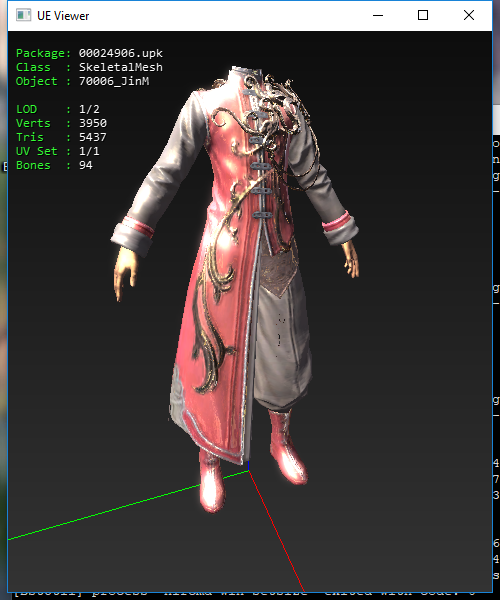 UE Viewer
Package: 00024906.upk
Class : SkeletalMesh
Object : 70006_JinM
LOD : 1/2
Verts : 3950
Tris : 5437
UV Set : 1/1
Bones : 94